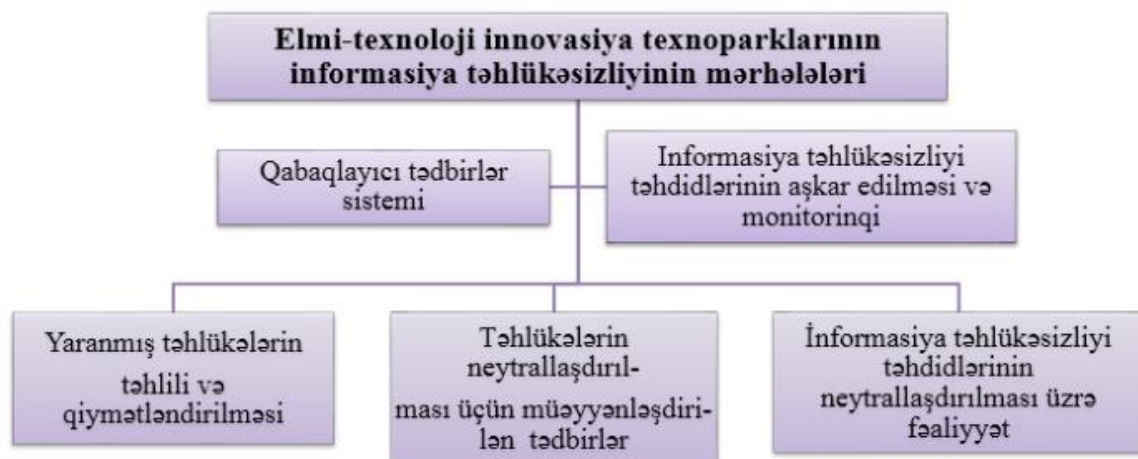 Elmi-texnoloji innovasiya texnoparklarının
informasiya təhlükəsizliyinin mərhələləri
Qabaqlayıcı tədbirlər
sistemi
Informasiya təhlükəsizliyi
təhdidlərinin aşkar edilməsi və
monitorinqi
Yaranmış təhlükələrin
təhlili və
qiymətləndirilməsi
Təhlükələrin
neytrallaşdırıl-
ması üçün müəyyənləşdiri-
lən tədbirlər
İnformasiya təhlükəsizliyi
təhdidlərinin
neytrallaşdırılması üzrə
fəaliyyət